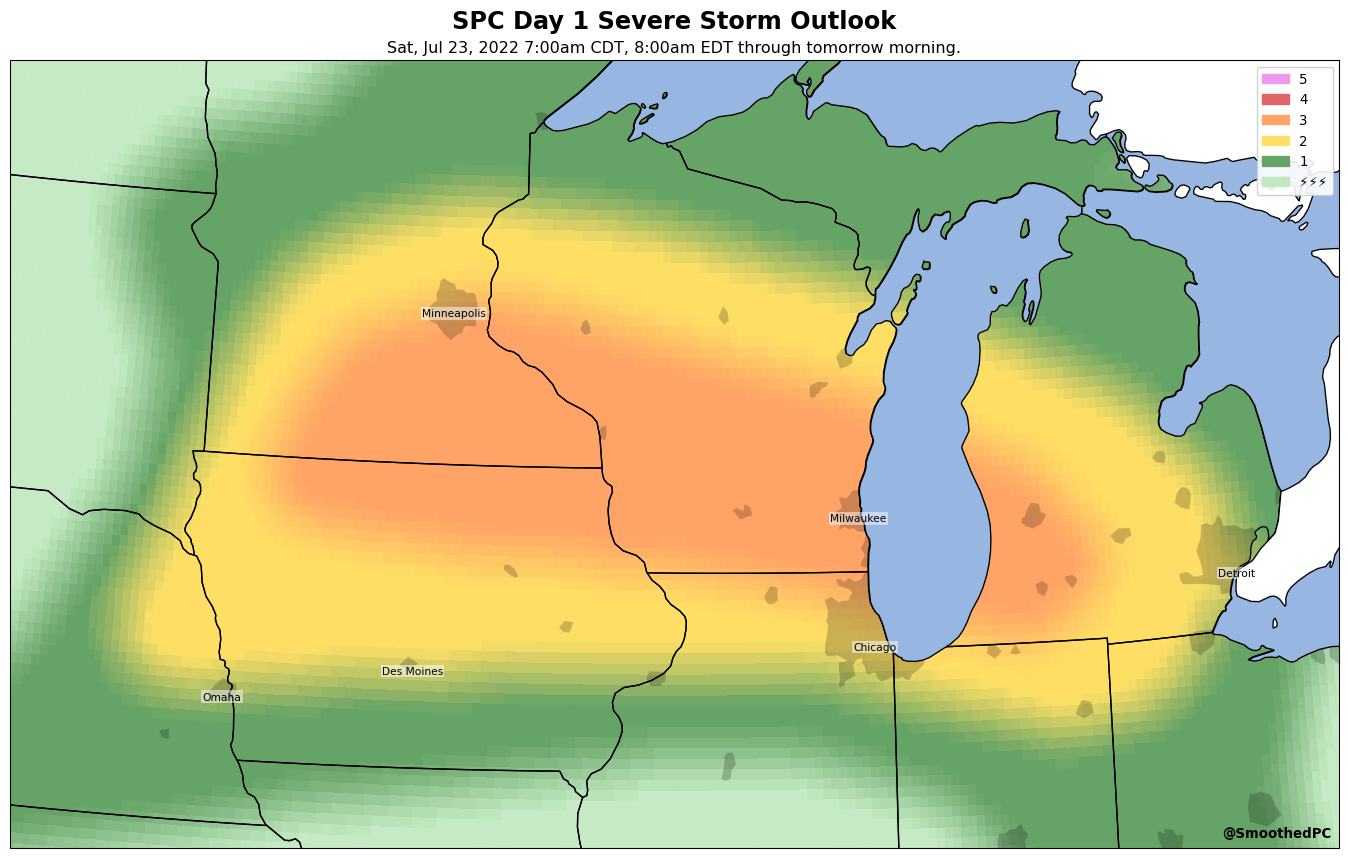 SPC Day 1 Severe Storm Outlook
Sat, Jul 23, 2022 7:00am CDT, 8:00am EDT through tomorrow morning.
5
4
3
2
1
⚡⚡⚡
Minneapolis
Milwaukee
Detroit
Chicago
Des Moines
Omaha
@SmoothedPC